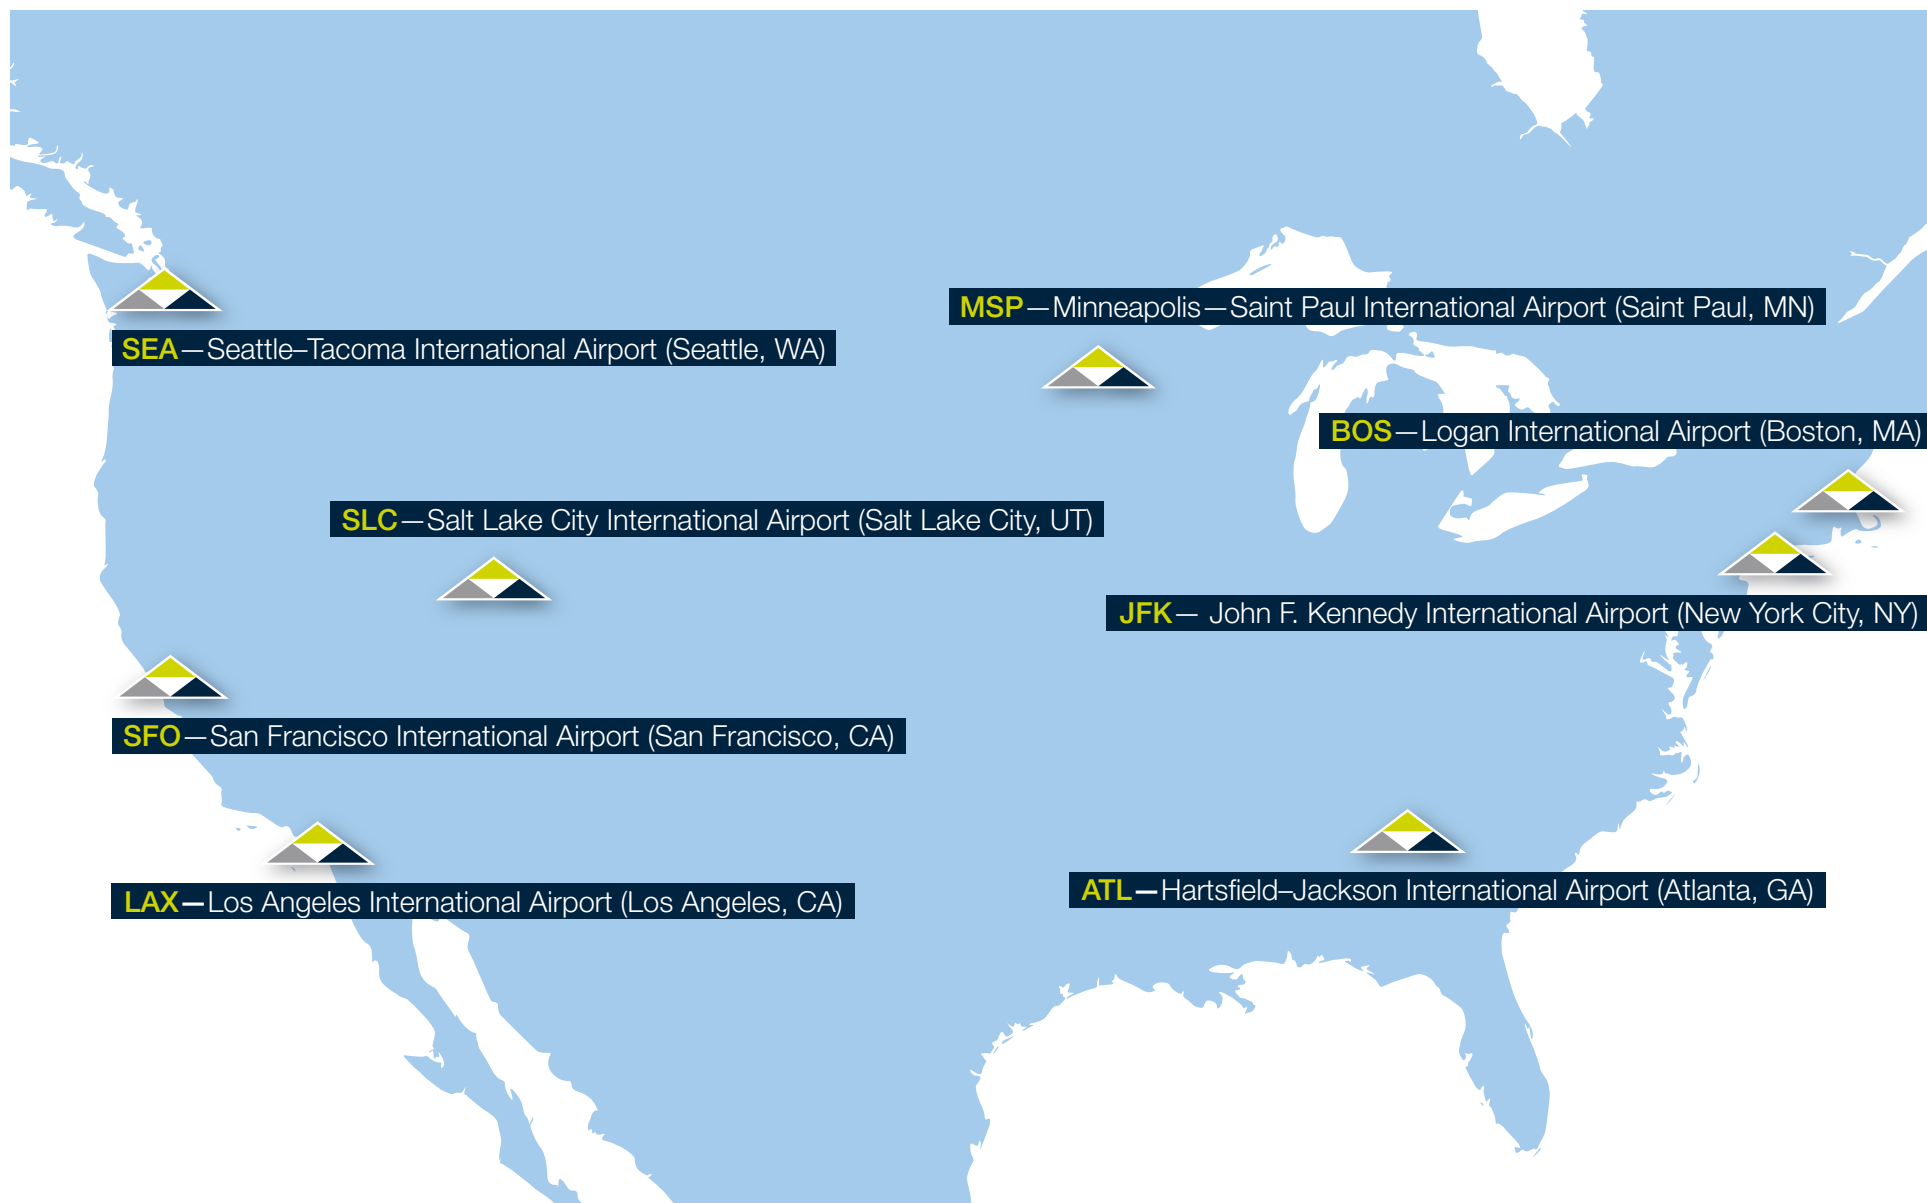 MSP—Minneapolis—Saint Paul International Airport (Saint Paul, MN)
SEA—Seattle–Tacoma International Airport (Seattle, WA)
BOS—Logan International Airport (Boston, MA)
SLC—Salt Lake City International Airport (Salt Lake City, UT)
JFK— John F. Kennedy International Airport (New York City, NY)
SFO—San Francisco International Airport (San Francisco, CA)
ATL—Hartsfield–Jackson International Airport (Atlanta, GA)
LAX—Los Angeles International Airport (Los Angeles, CA)